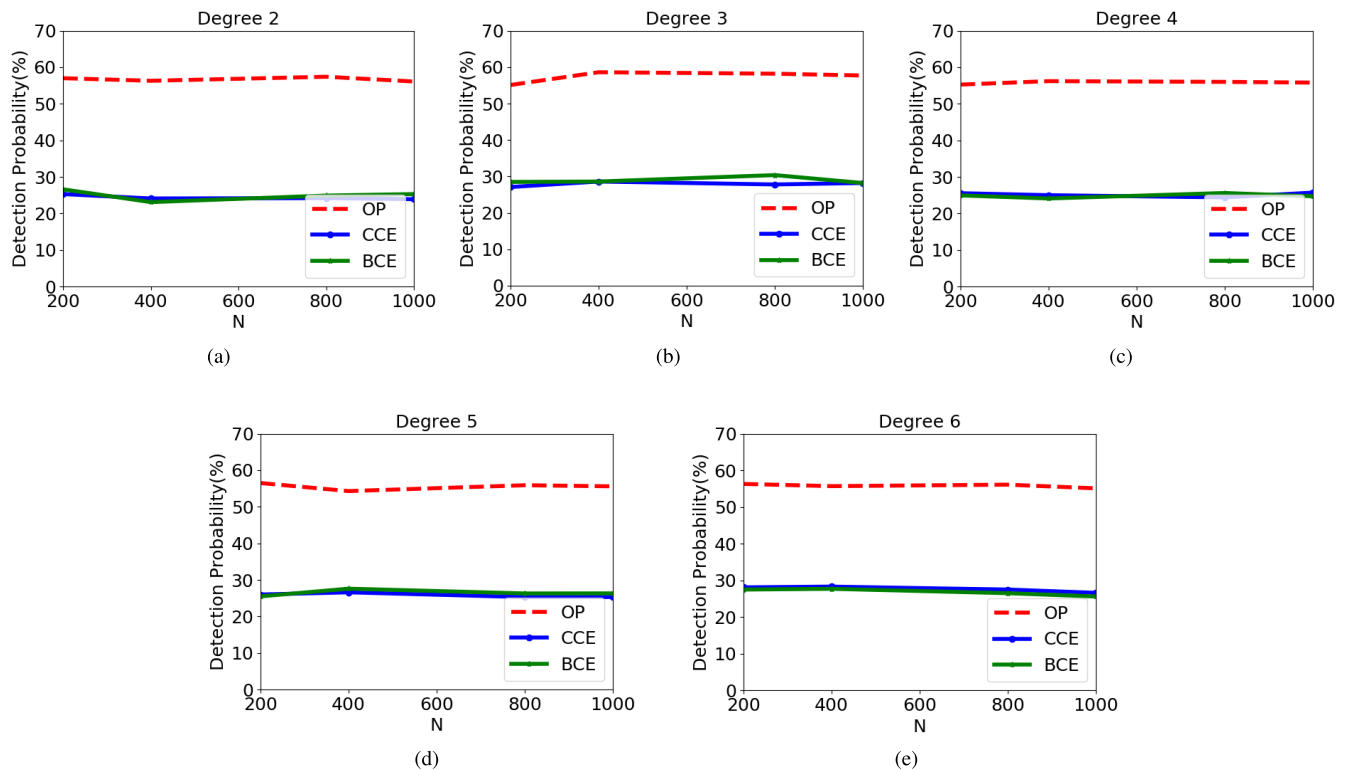 Degree 2
Detection Probability(%)
70
60
50
40
30
20
10
0
200
400
600
800
1000
N
OP
CCE
BCE
(a)
Degree 3
Detection Probability(%)
70
60
50
40
30
20
10
0
200
400
600
800
1000
N
OP
CCE
BCE
(b)
Degree 4
Detection Probability(%)
70
60
50
40
30
20
10
0
200
400
600
800
1000
N
OP
CCE
BCE
(c)
Degree 5
Detection Probability(%)
70
60
50
40
30
20
10
0
200
400
600
800
1000
N
OP
CCE
BCE
(d)
Degree 6
Detection Probability(%)
70
60
50
40
30
20
10
0
200
400
600
800
1000
N
OP
CCE
BCE
(e)